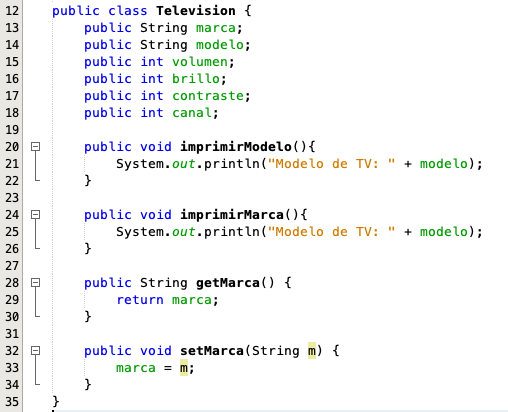 12 public class Television {
13 public String marca;
14 public String modelo;
15 public int volumen;
16 public int brillo;
17 public int contraste;
18 public int canal;
19
20 public void imprimirModelo(){
21 System.out.println("Modelo de TV: " + modelo);
22 }
23
24 public void imprimirMarca(){
25 System.out.println("Modelo de TV: " + modelo);
26 }
27
28 public String getMarca() {
29 return marca;
30 }
31
32 public void setMarca(String m) {
33 marca = m;
34 }
35 }